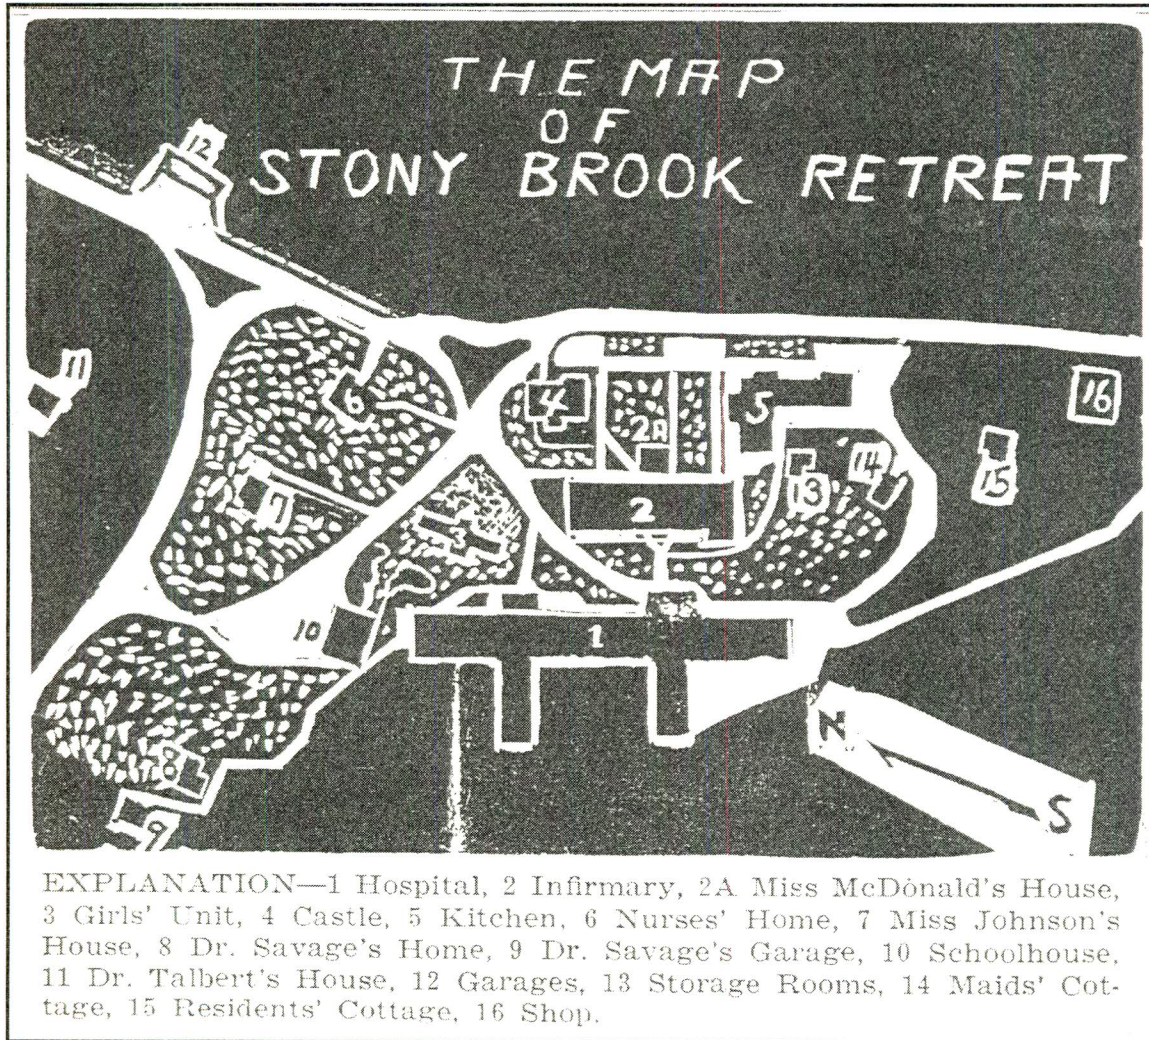 THE MAP
OF
STONY BROOK RETREAT
12
11
6
4
2A
5
16
7
3
2
13
14
15
10
1
8
9
N
S
EXPLANATION—1 Hospital, 2 Infirmary, 2A Miss McDonald's House,
3 Girls' Unit, 4 Castle, 5 Kitchen, 6 Nurses' Home, 7 Miss Johnson's
House, 8 Dr. Savage's Home, 9 Dr. Savage's Garage, 10 Schoolhouse,
11 Dr. Talbert's House, 12 Garages, 13 Storage Rooms, 14 Maids' Cot-
tage, 15 Residents' Cottage, 16 Shop.